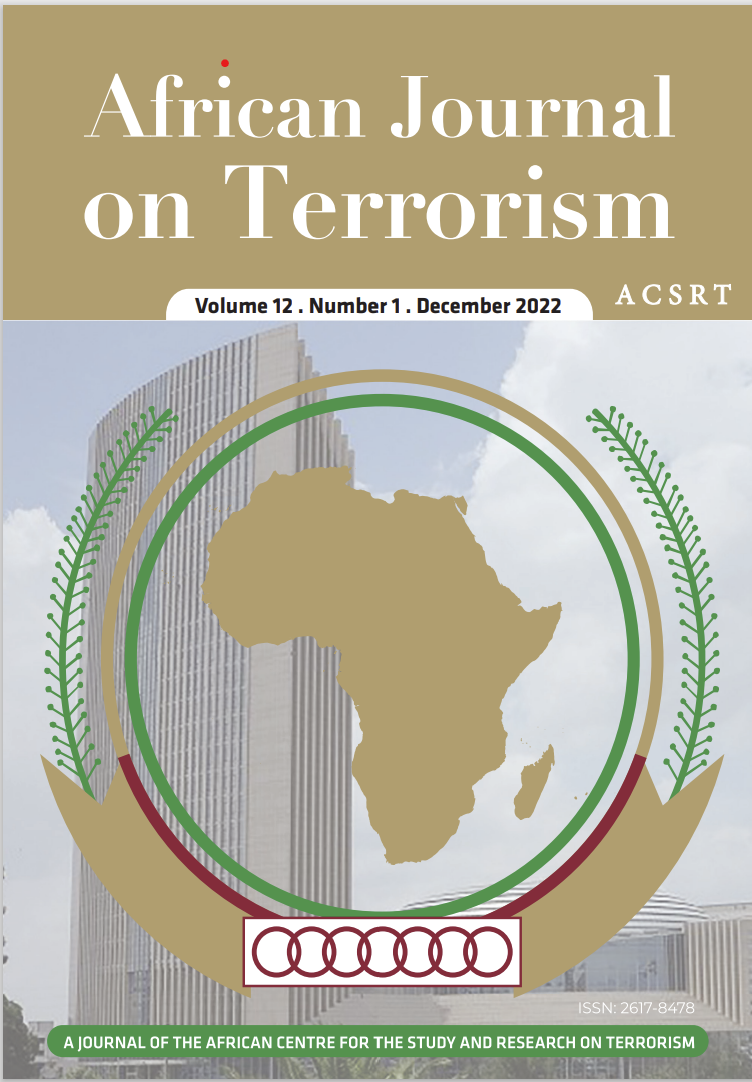 African Journal
on Terrorism
ACSRT
Volume 12 . Number 1 . December 2022
ISSN: 2617-8478
A JOURNAL OF THE AFRICAN CENTRE FOR THE STUDY AND RESEARCH ON TERRORISM